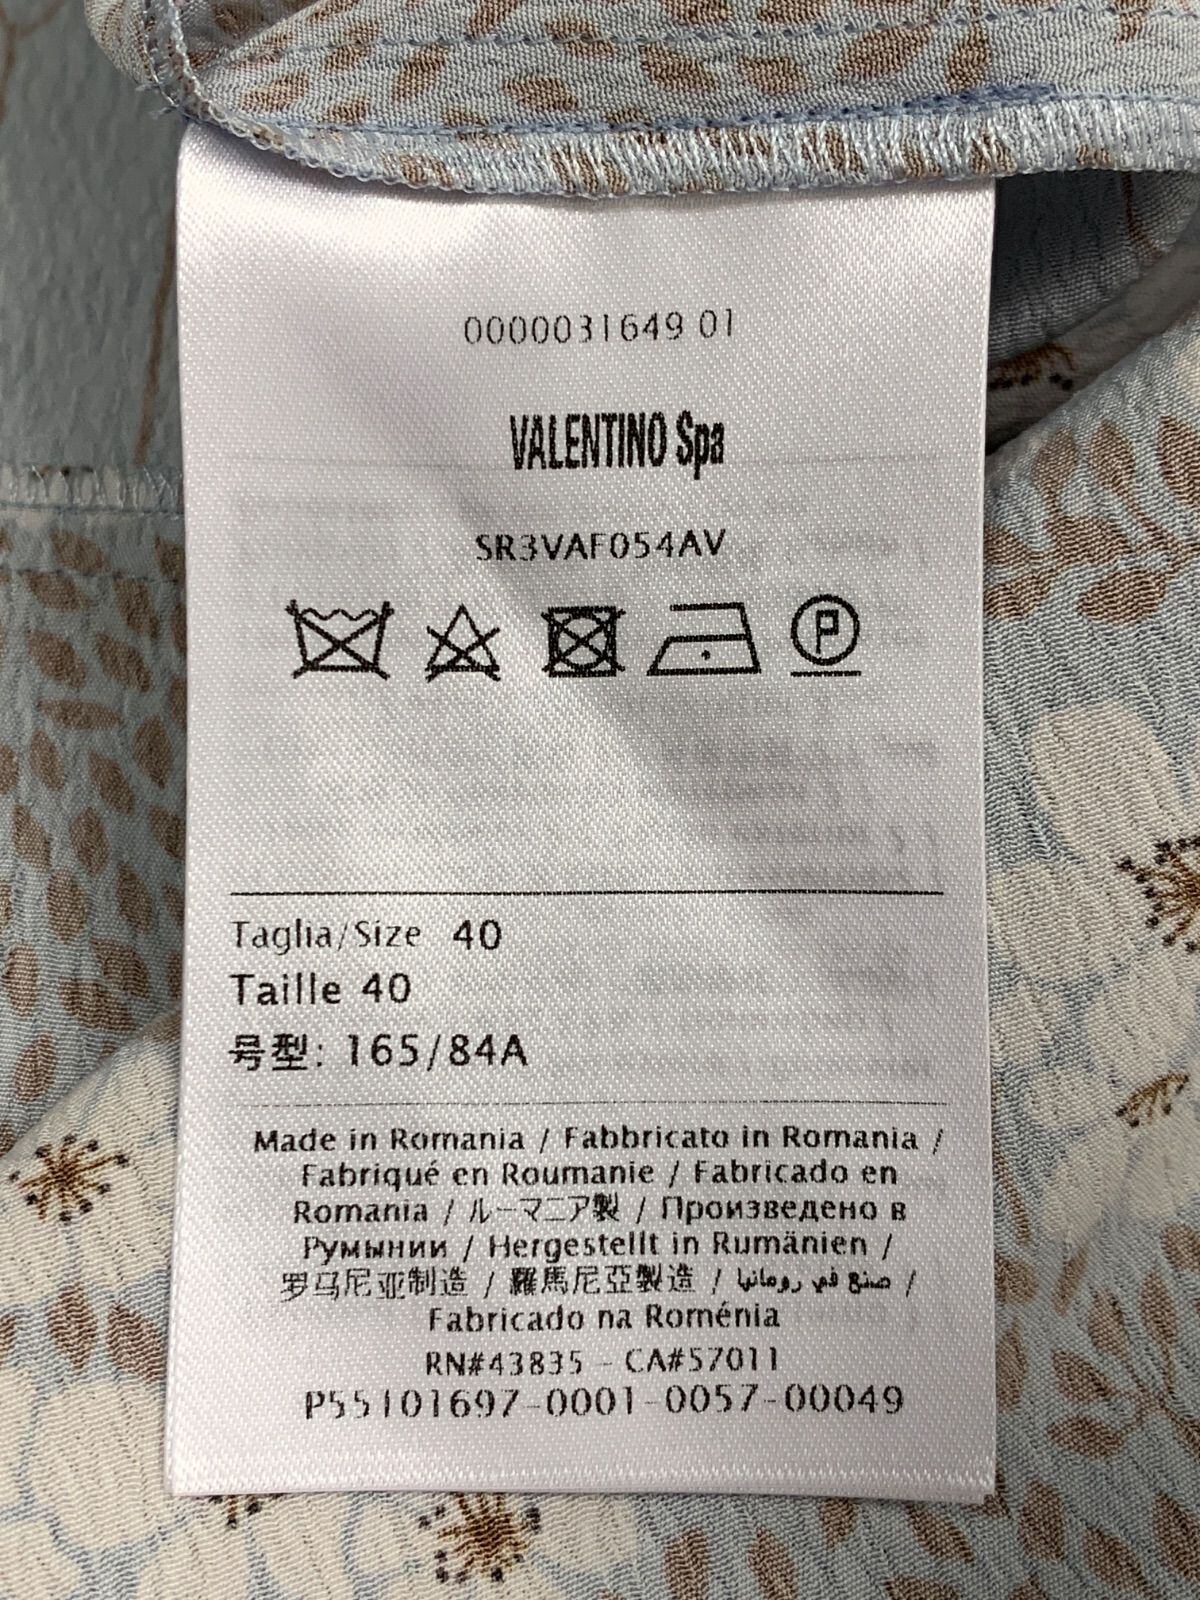 0000031649 01
VALENTINO Spa
SR3VAF054AV
P
Taglia/Size 40
Taille 40
号型: 165/84A
Made in Romania / Fabbricato in Romania /
Fabriqué en Roumanie / Fabricado en
Romania / ルーマニア製 / Произведено в
Румынии / Hergestellt in Rumänien /
罗马尼亚制造 / 羅馬尼亞製造 / صنع في رومانيا /
Fabricado na Roménia
RN#43835 - CA#57011
P55101697-0001-0057-00049